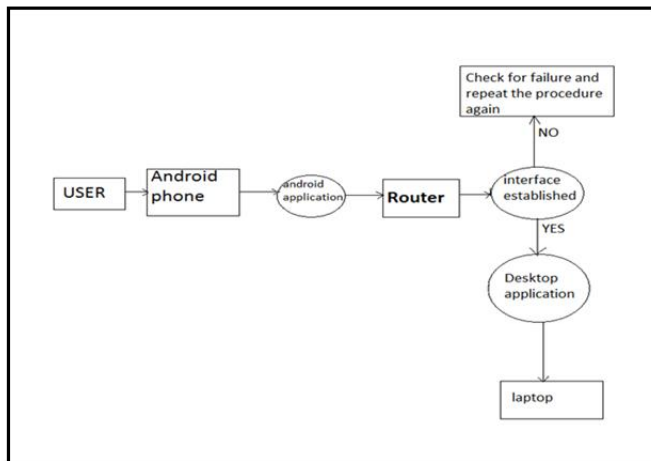 Check for failure and
repeat the procedure
again
NO
USER
Android
phone
android
application
Router
interface
established
YES
Desktop
application
laptop